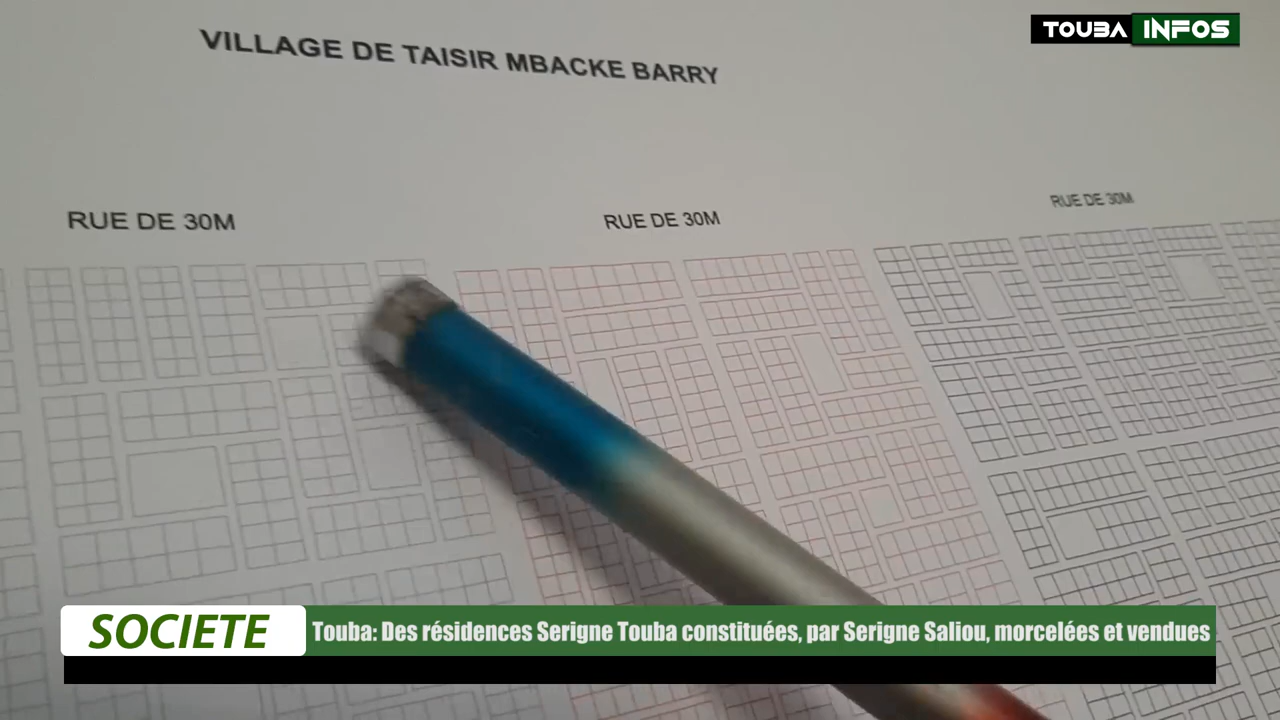 TOUBA INFOS
VILLAGE DE TAISIR MBACKE BARRY
RUE DE 30M
RUE DE 30M
RUE DE 30M
SOCIETE
Touba: Des résidences Serigne Touba constituées, par Serigne Saliou, morcelées et vendues